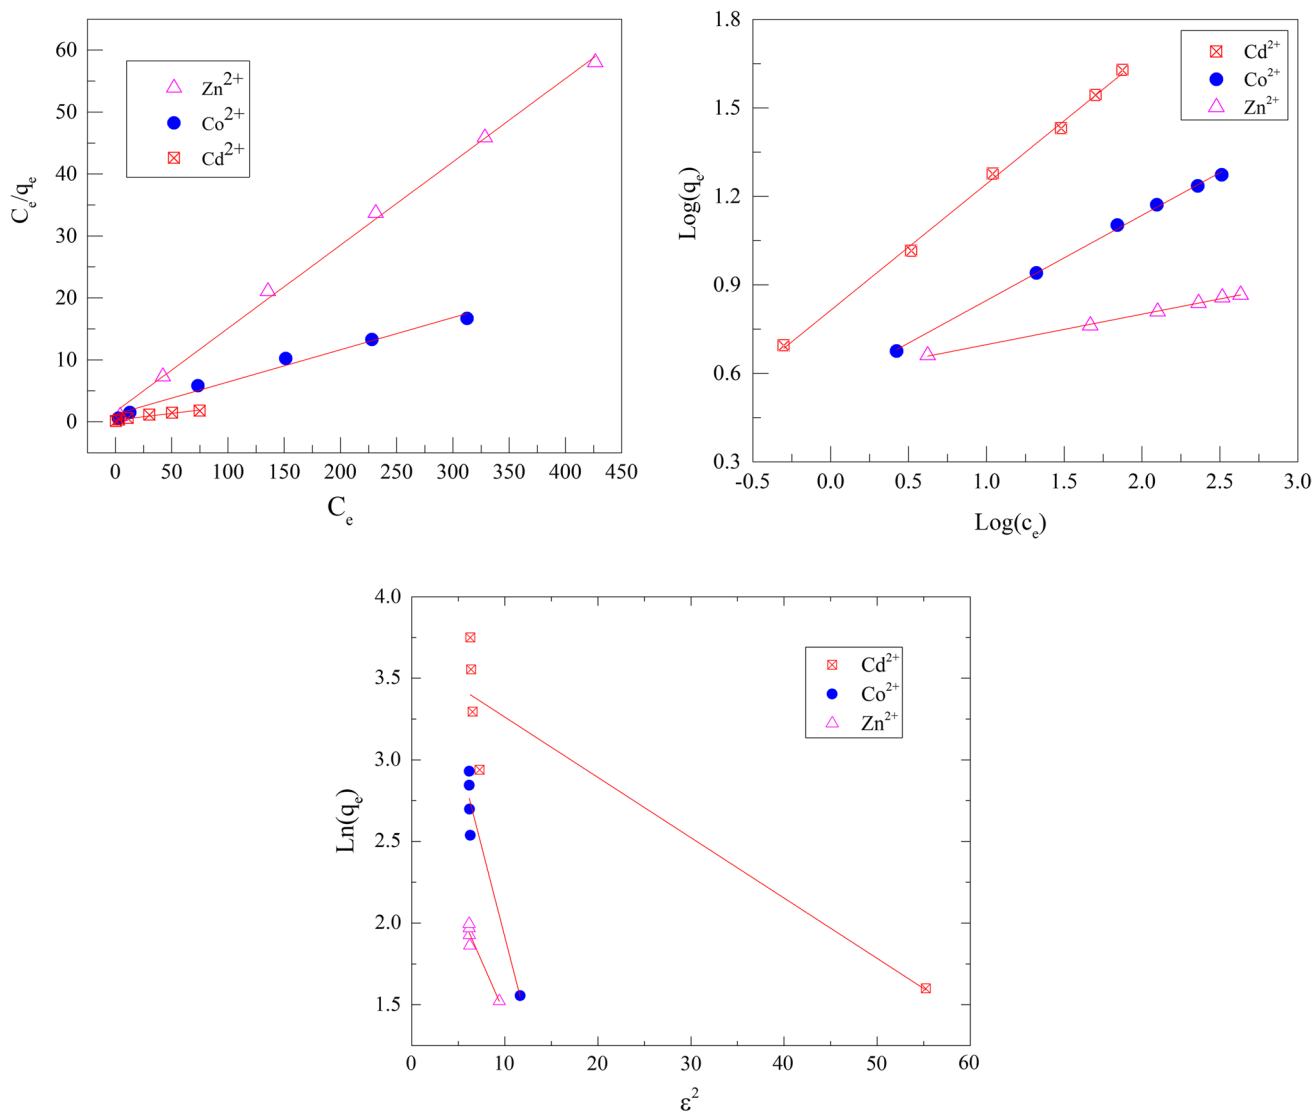 60
50
40
30
20
10
0
C_e/q_e
Zn²⁺
Co²⁺
Cd²⁺
0 50 100 150 200 250 300 350 400 450
C_e
1.8
1.5
1.2
0.9
0.6
0.3
Log(q_e)
Cd²⁺
Co²⁺
Zn²⁺
-0.5 0.0 0.5 1.0 1.5 2.0 2.5 3.0
Log(c_e)
4.0
3.5
3.0
2.5
2.0
1.5
Ln(q_e)
Cd²⁺
Co²⁺
Zn²⁺
0 10 20 30 40 50 60
ε²